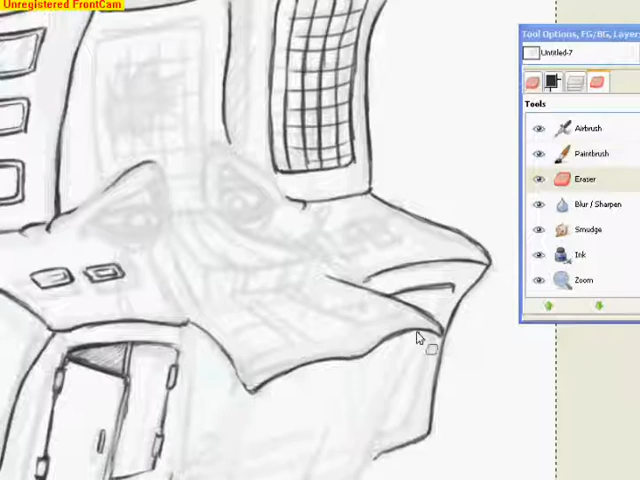 Unregistered FrontCam
Tool Options, FG/BG, Layers
Untitled-7
Tools
Airbrush
Paintbrush
Eraser
Blur / Sharpen
Smudge
Ink
Zoom